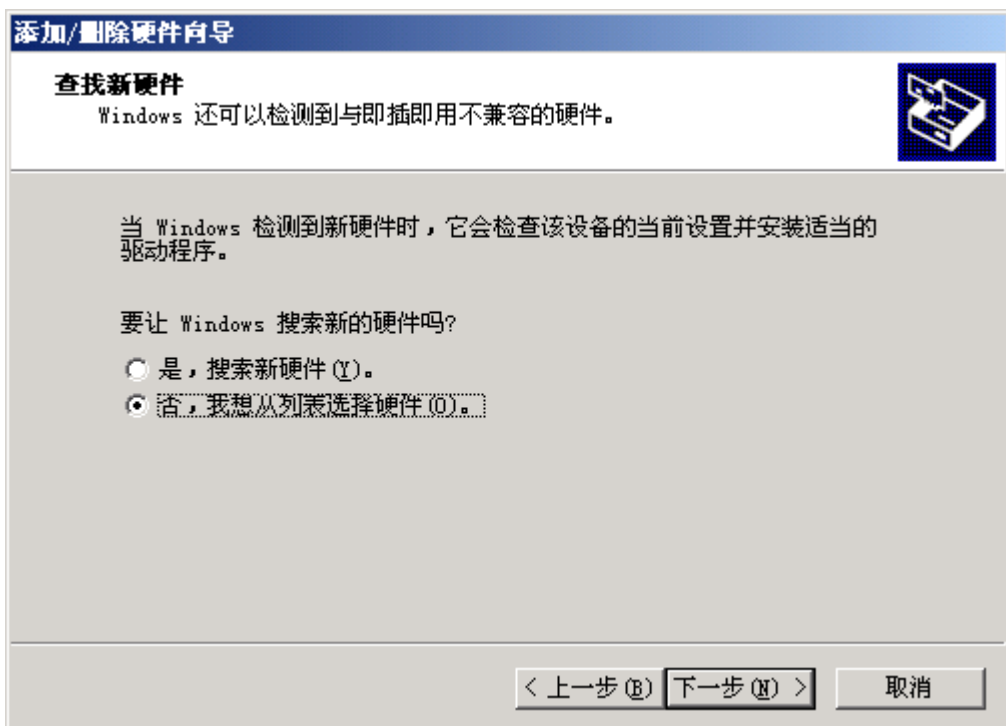 添加/删除硬件向导
查找新硬件
Windows 还可以检测到与即插即用不兼容的硬件。
当 Windows 检测到新硬件时，它会检查该设备的当前设置并安装适当的
驱动程序。
要让 Windows 搜索新的硬件吗?
是，搜索新硬件(Y)。
否，我想从列表选择硬件(O)。
< 上一步(B) 下一步(N) > 取消